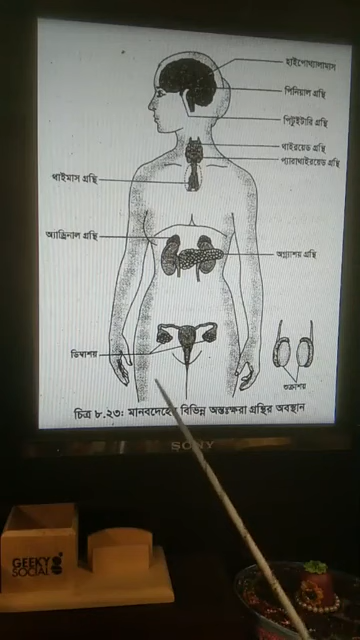 হাইপোথ্যালামাস
পিনিয়াল গ্রন্থি
পিটুইটারি গ্রন্থি
থাইরয়েড গ্রন্থি
প্যারাথাইরয়েড গ্রন্থি
থাইমাস গ্রন্থি
অ্যাড্রিনাল গ্রন্থি
অগ্ন্যাশয় গ্রন্থি
ডিম্বাশয়
শুক্রাশয়
চিত্র ৮.২৩: মানবদেহের বিভিন্ন অন্তঃক্ষরা গ্রন্থির অবস্থান
SONY
GEEKY
SOCIAL